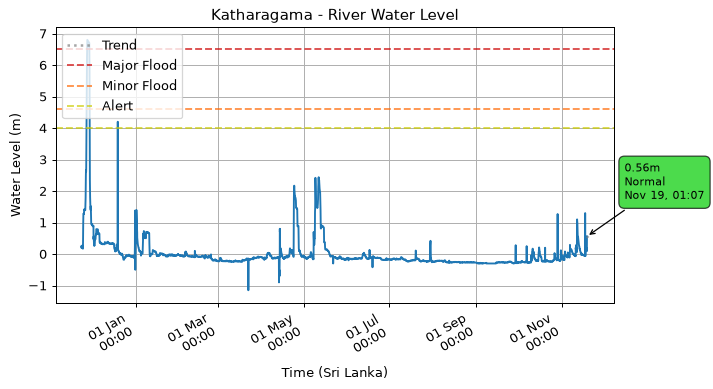 Katharagama - River Water Level
Trend
Major Flood
Minor Flood
Alert
7
6
5
4
3
2
1
0
−1
Water Level (m)
0.56m
Normal
Nov 19, 01:07
01 Jan
00:00
01 Mar
00:00
01 May
00:00
01 Jul
00:00
01 Sep
00:00
01 Nov
00:00
Time (Sri Lanka)